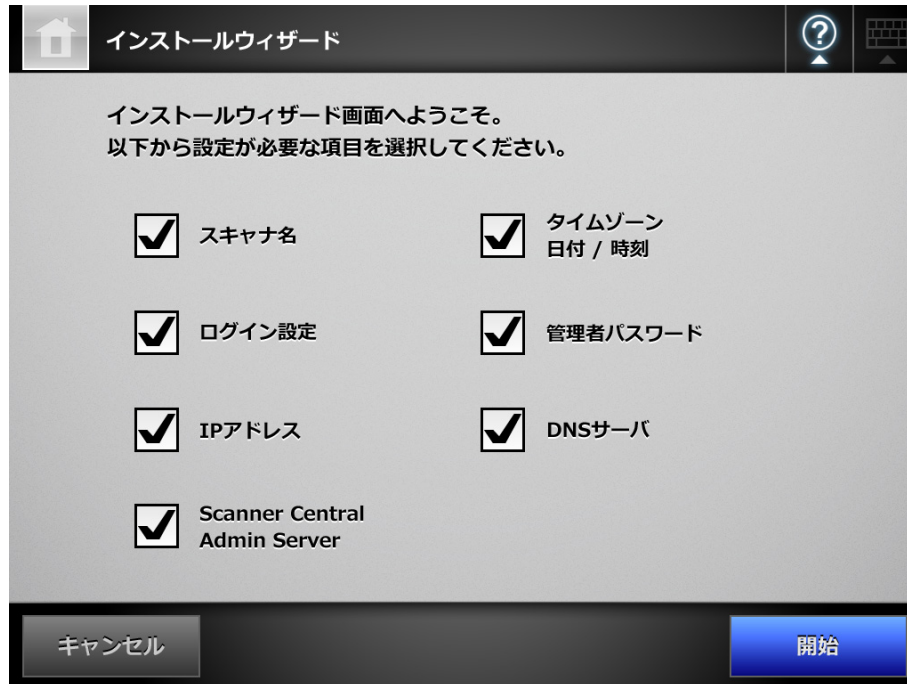 インストールウィザード
?
インストールウィザード画面へようこそ。
以下から設定が必要な項目を選択してください。
スキャナ名
タイムゾーン
日付 / 時刻
ログイン設定
管理者パスワード
IPアドレス
DNSサーバ
Scanner Central
Admin Server
キャンセル
開始